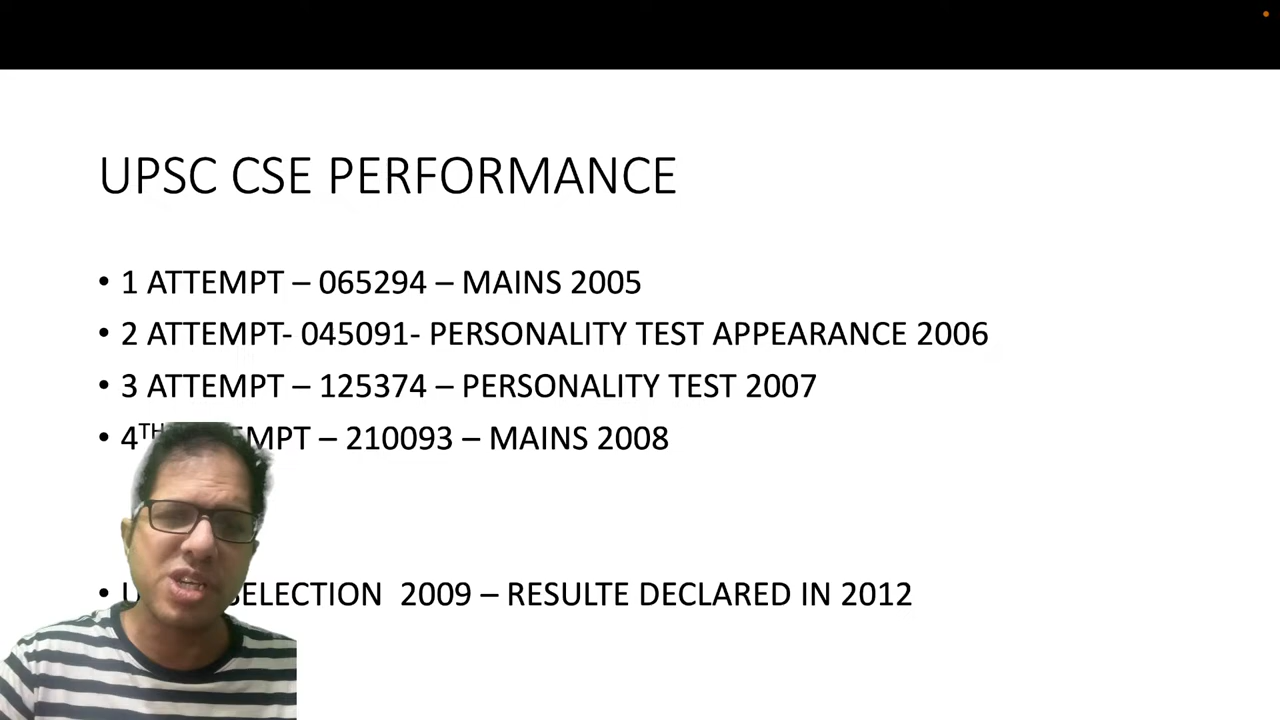 UPSC CSE PERFORMANCE
• 1 ATTEMPT – 065294 – MAINS 2005
• 2 ATTEMPT- 045091- PERSONALITY TEST APPEARANCE 2006
• 3 ATTEMPT – 125374 – PERSONALITY TEST 2007
• 4TH ATTEMPT – 210093 – MAINS 2008
• SELECTION 2009 – RESULTE DECLARED IN 2012